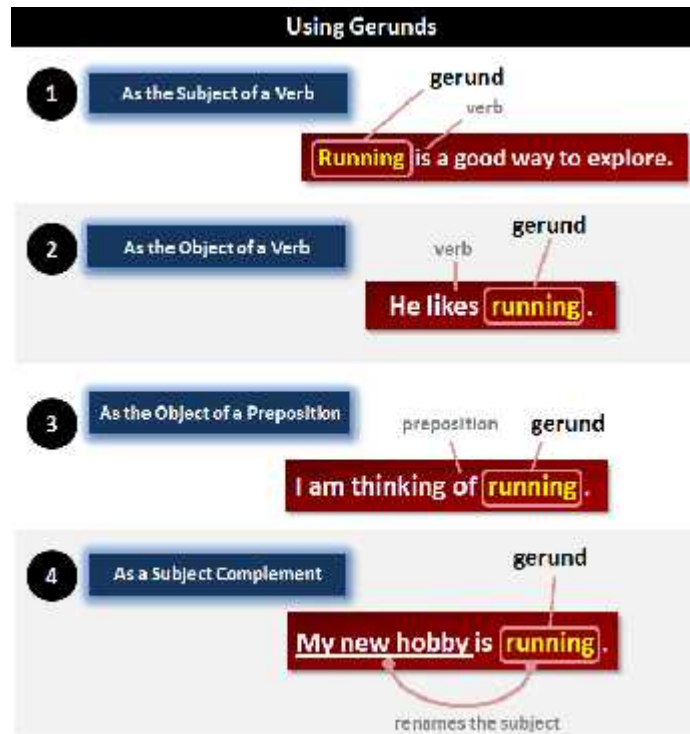 Using Gerunds
1
As the Subject of a Verb
gerund
verb
Running is a good way to explore.
2
As the Object of a Verb
gerund
verb
He likes running.
3
As the Object of a Preposition
preposition
gerund
I am thinking of running.
4
As a Subject Complement
gerund
My new hobby is running.
renames the subject